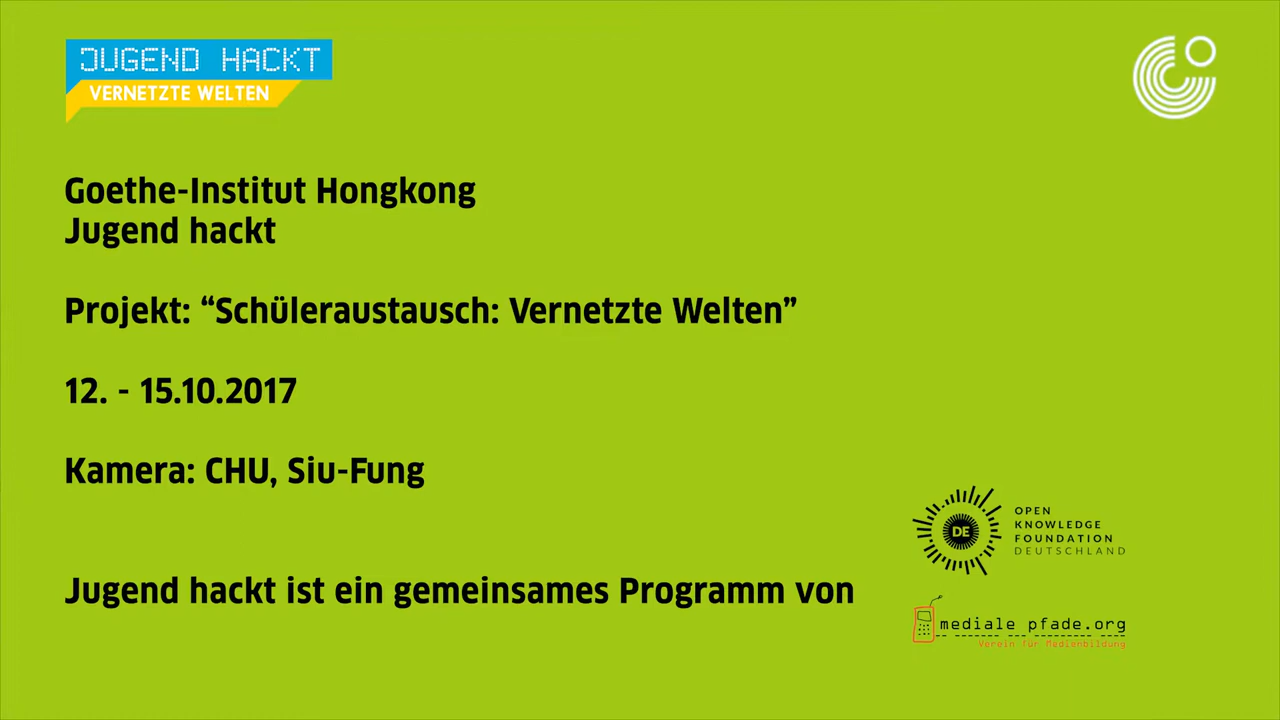 JUGEND HACKT
VERNETZTE WELTEN
Goethe-Institut Hongkong
Jugend hackt
Projekt: “Schüleraustausch: Vernetzte Welten”
12. - 15.10.2017
Kamera: CHU, Siu-Fung
Jugend hackt ist ein gemeinsames Programm von
DE
OPEN
KNOWLEDGE
FOUNDATION
DEUTSCHLAND
mediale pfade.org
Verein für Medienbildung